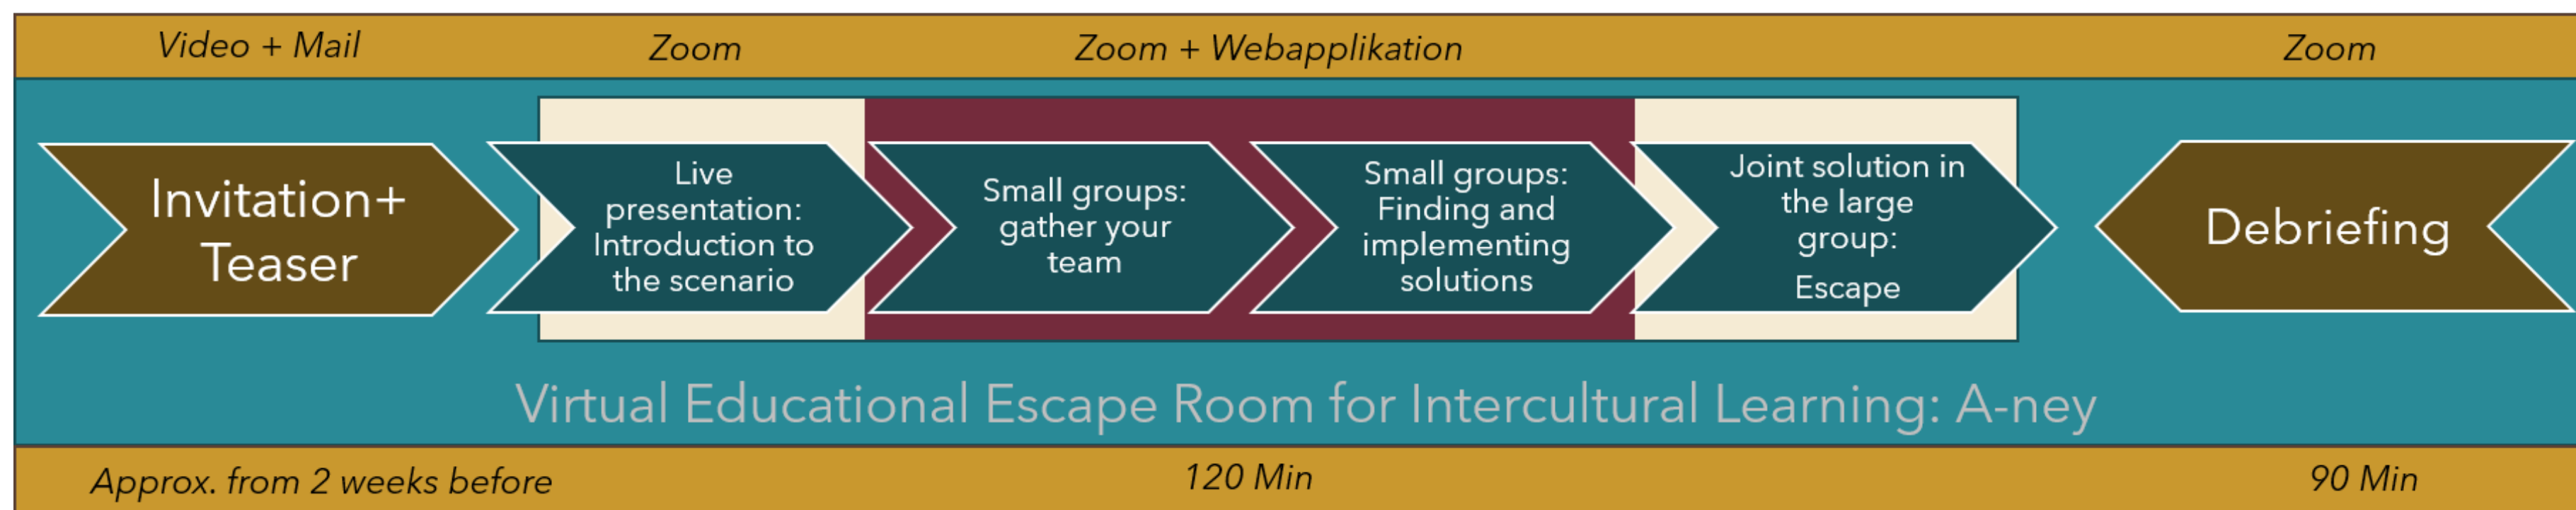 Video + Mail
Zoom
Zoom + Webapplikation
Zoom
Invitation+
Teaser
Live
presentation:
Introduction to
the scenario
Small groups:
gather your
team
Small groups:
Finding and
implementing
solutions
Joint solution in
the large
group:
Escape
Debriefing
Virtual Educational Escape Room for Intercultural Learning: A-ney
Approx. from 2 weeks before
120 Min
90 Min